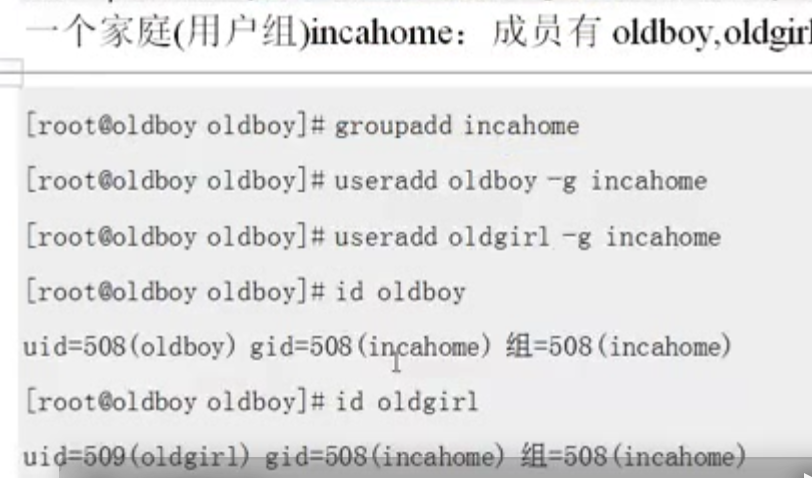 一个家庭(用户组)incahome：成员有 oldboy,oldgirl
[root@oldboy oldboy]# groupadd incahome
[root@oldboy oldboy]# useradd oldboy -g incahome
[root@oldboy oldboy]# useradd oldgirl -g incahome
[root@oldboy oldboy]# id oldboy
uid=508(oldboy) gid=508(incahome) 组=508(incahome)
[root@oldboy oldboy]# id oldgirl
uid=509(oldgirl) gid=508(incahome) 组=508(incahome)